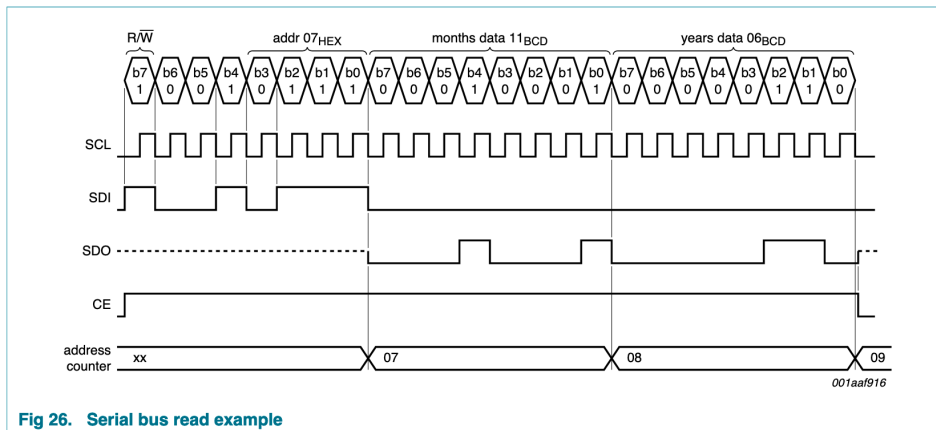 R/W̅ addr 07HEX months data 11BCD years data 06BCD
b7 b6 b5 b4 b3 b2 b1 b0 b7 b6 b5 b4 b3 b2 b1 b0 b7 b6 b5 b4 b3 b2 b1 b0
1 0 0 1 0 1 1 1 0 0 0 1 0 0 0 1 0 0 0 0 0 1 1 0
SCL
SDI
SDO
CE
address
counter
xx 07 08 09
001aaf916
Fig 26. Serial bus read example